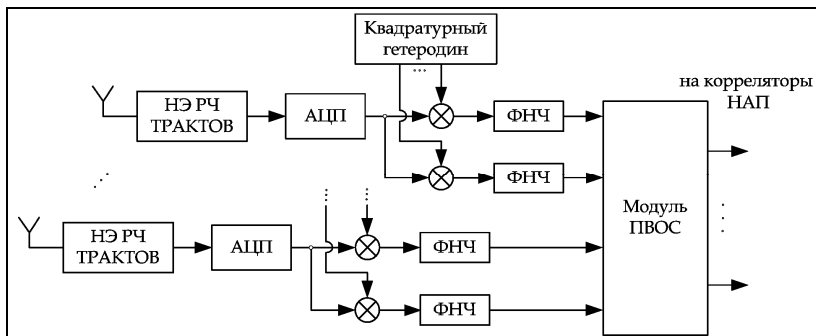 Квадратурный
гетеродин
...
НЭ РЧ
ТРАКТОВ
АЦП
ФНЧ
на корреляторы
НАП
ФНЧ
Модуль
ПВОС
НЭ РЧ
ТРАКТОВ
АЦП
ФНЧ
ФНЧ